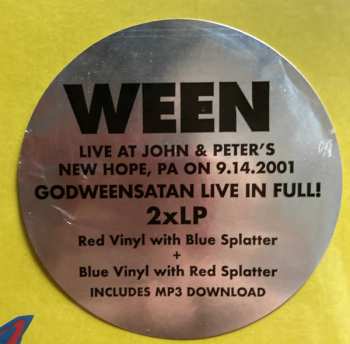 WEEN
LIVE AT JOHN & PETER'S
NEW HOPE, PA ON 9.14.2001
GODWEENSATAN LIVE IN FULL!
2xLP
Red Vinyl with Blue Splatter
+
Blue Vinyl with Red Splatter
INCLUDES MP3 DOWNLOAD